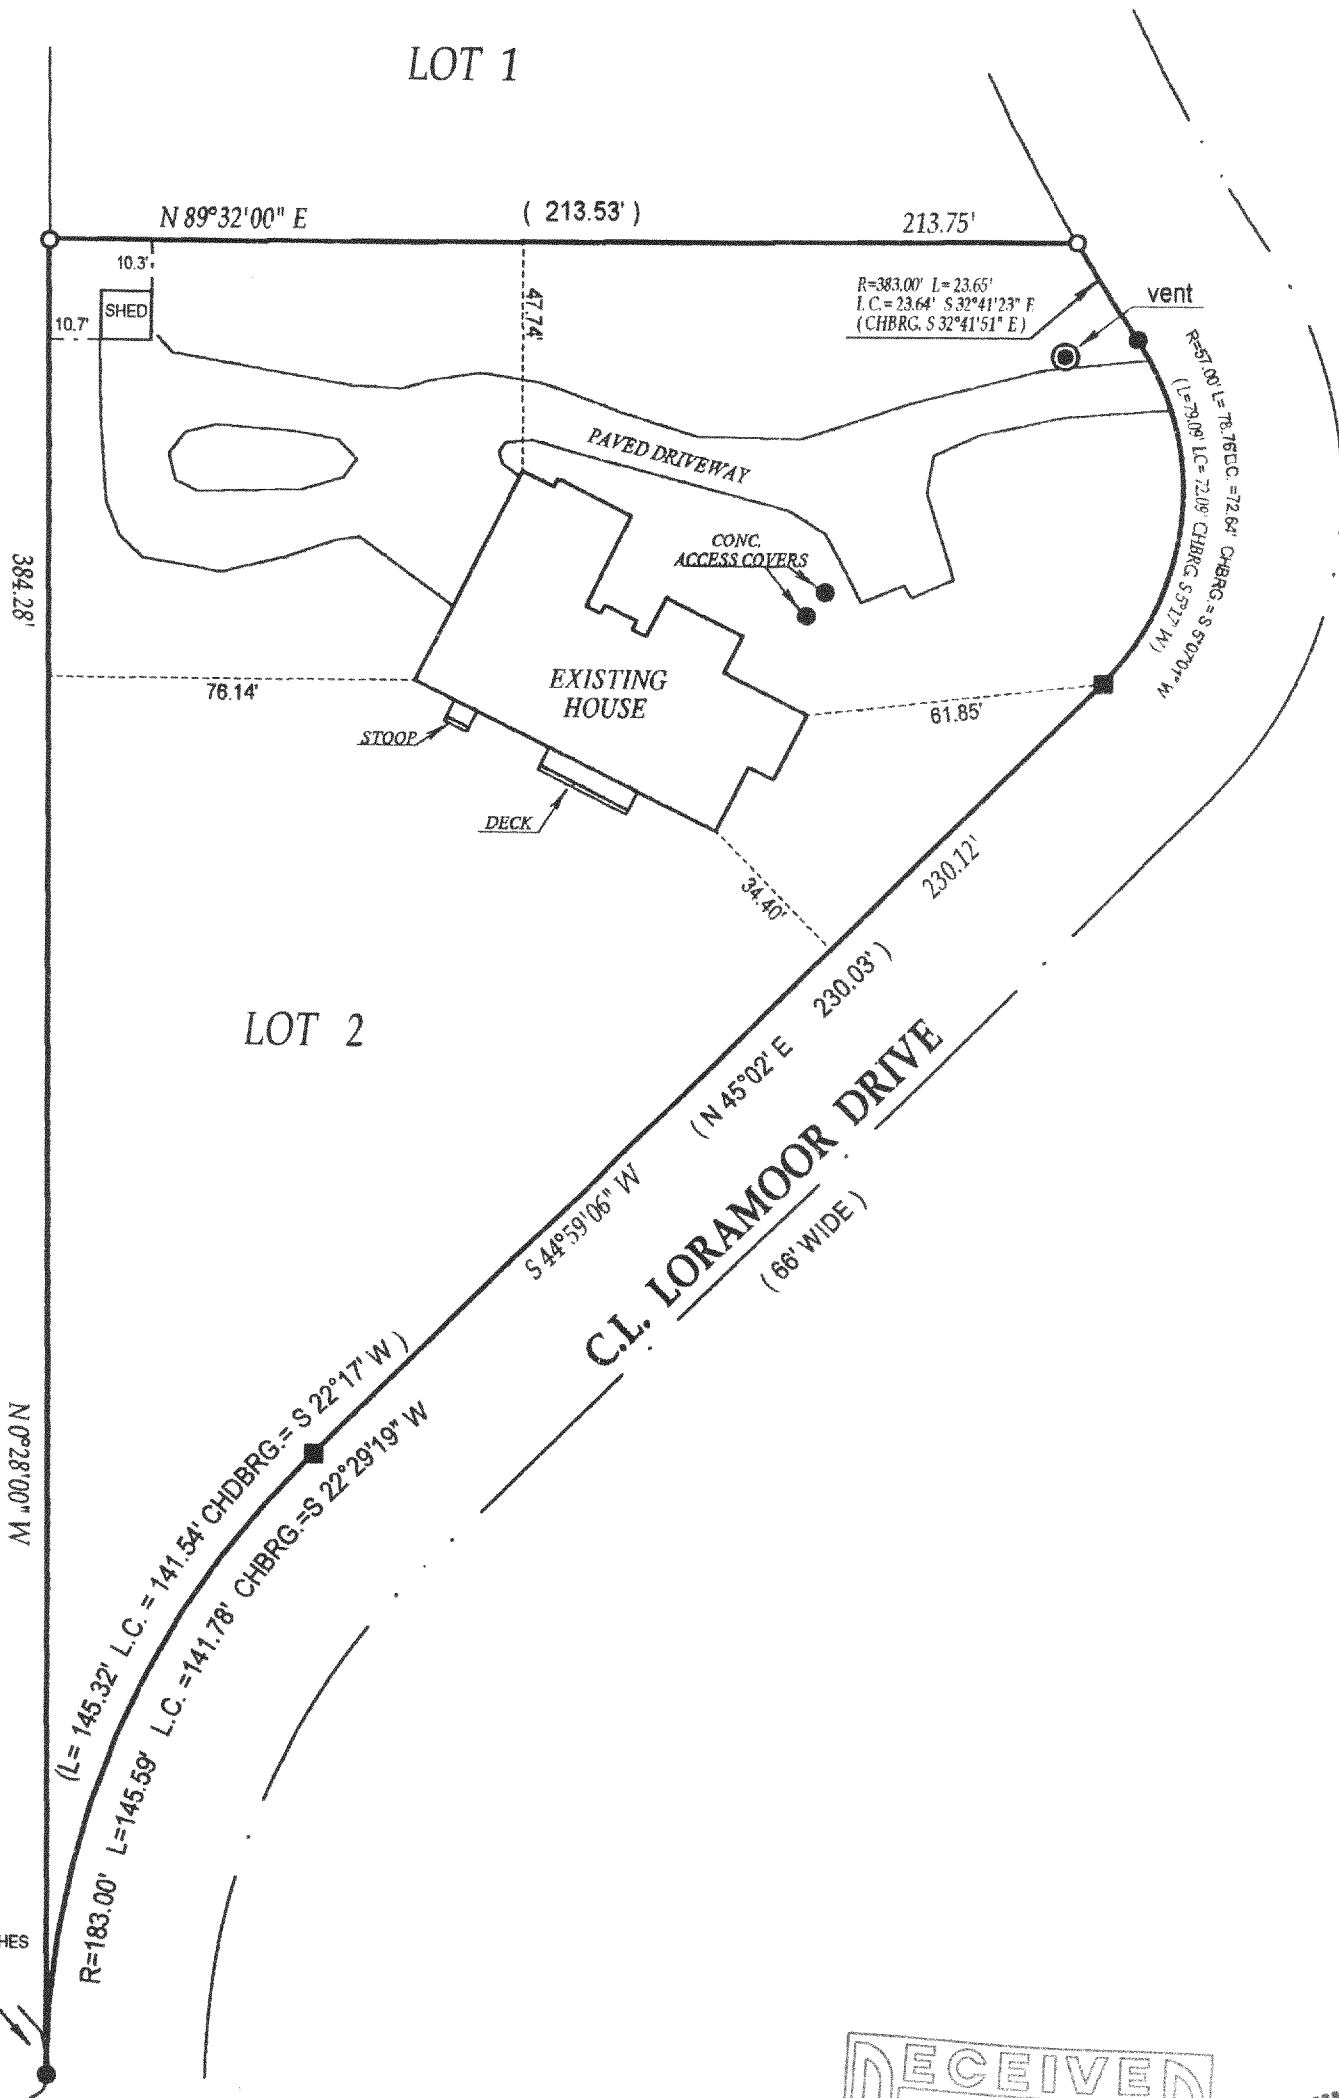 LOT 1
N 89°32'00" E
( 213.53' )
213.75'
10.3'
SHED
10.7'
47.74'
R=383.00' L=23.65'
L.C.= 23.64' S 32°41'23" E
( CHBRG. S 32°41'51" E )
vent
R=57.00' L= 78.76' L.C. =72.64' CHBRG.= S 5°07'01" W
( L=79.09' LC= 72.09' CHBRG. S 5°17' W )
PAVED DRIVEWAY
CONC.
ACCESS COVERS
384.28'
76.14'
EXISTING
HOUSE
61.85'
STOOP
DECK
34.40'
230.12'
230.03' )
( N 45°02' E
LOT 2
S 44°59'06" W
C.L. LORAMOOR DRIVE
( 66' WIDE )
N 0°28'00" W
(L= 145.32' L.C. = 141.54' CHDBRG.= S 22°17' W )
R=183.00' L=145.59' L.C. =141.78' CHBRG.=S 22°29'19" W
HES
ECEIVE